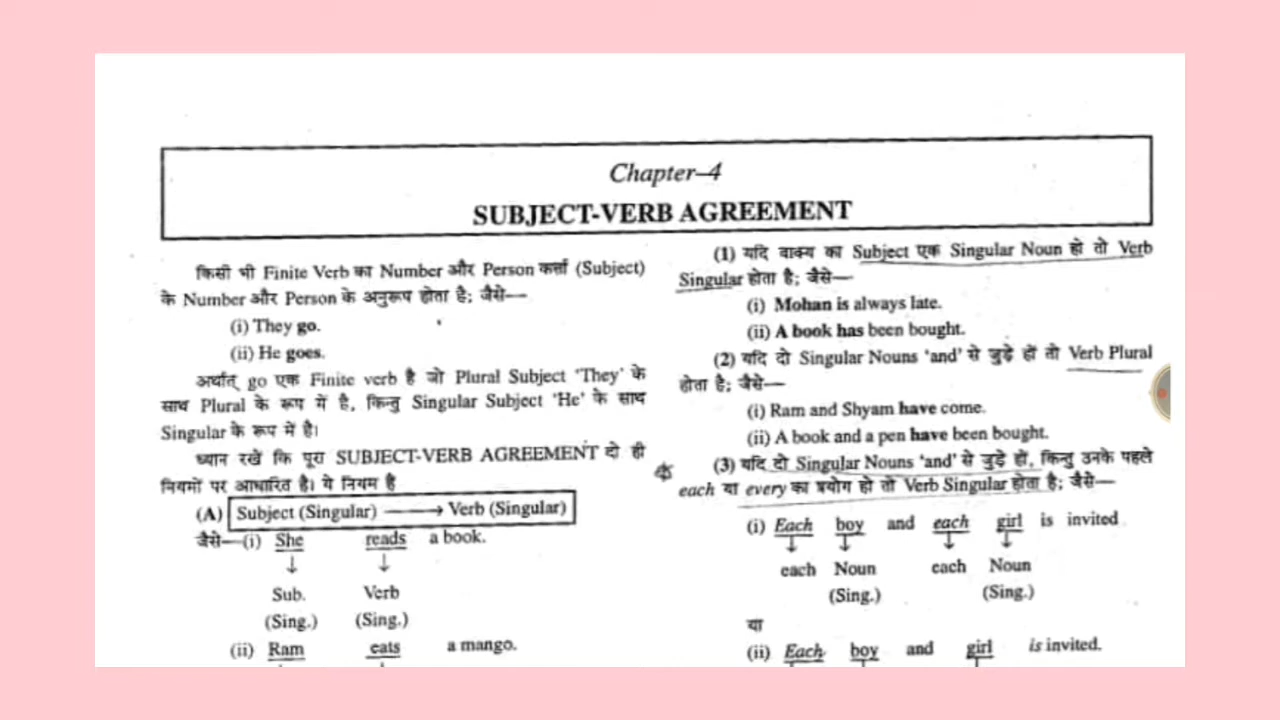 Chapter–4
SUBJECT-VERB AGREEMENT
किसी भी Finite Verb का Number और Person कर्त्ता (Subject)
के Number और Person के अनुरूप होता है; जैसे—
(i) They go.
(ii) He goes.
अर्थात् go एक Finite verb है जो Plural Subject 'They' के
साथ Plural के रूप में है, किन्तु Singular Subject 'He' के साथ
Singular के रूप में है।
ध्यान रखें कि पूरा SUBJECT-VERB AGREEMENT दो ही
नियमों पर आधारित है। ये नियम है
(A) Subject (Singular) ⟶ Verb (Singular)
जैसे—(i) She reads a book.
↓ ↓
Sub. Verb
(Sing.) (Sing.)
(ii) Ram eats a mango.
(1) यदि वाक्य का Subject एक Singular Noun हो तो Verb
Singular होता है; जैसे—
(i) Mohan is always late.
(ii) A book has been bought.
(2) यदि दो Singular Nouns 'and' से जुड़े हों तो Verb Plural
होता है; जैसे—
(i) Ram and Shyam have come.
(ii) A book and a pen have been bought.
(3) यदि दो Singular Nouns 'and' से जुड़े हों, किन्तु उनके पहले
each या every का प्रयोग हो तो Verb Singular होता है; जैसे—
(i) Each boy and each girl is invited
↓ ↓ ↓ ↓
each Noun each Noun
(Sing.) (Sing.)
या
(ii) Each boy and girl is invited.